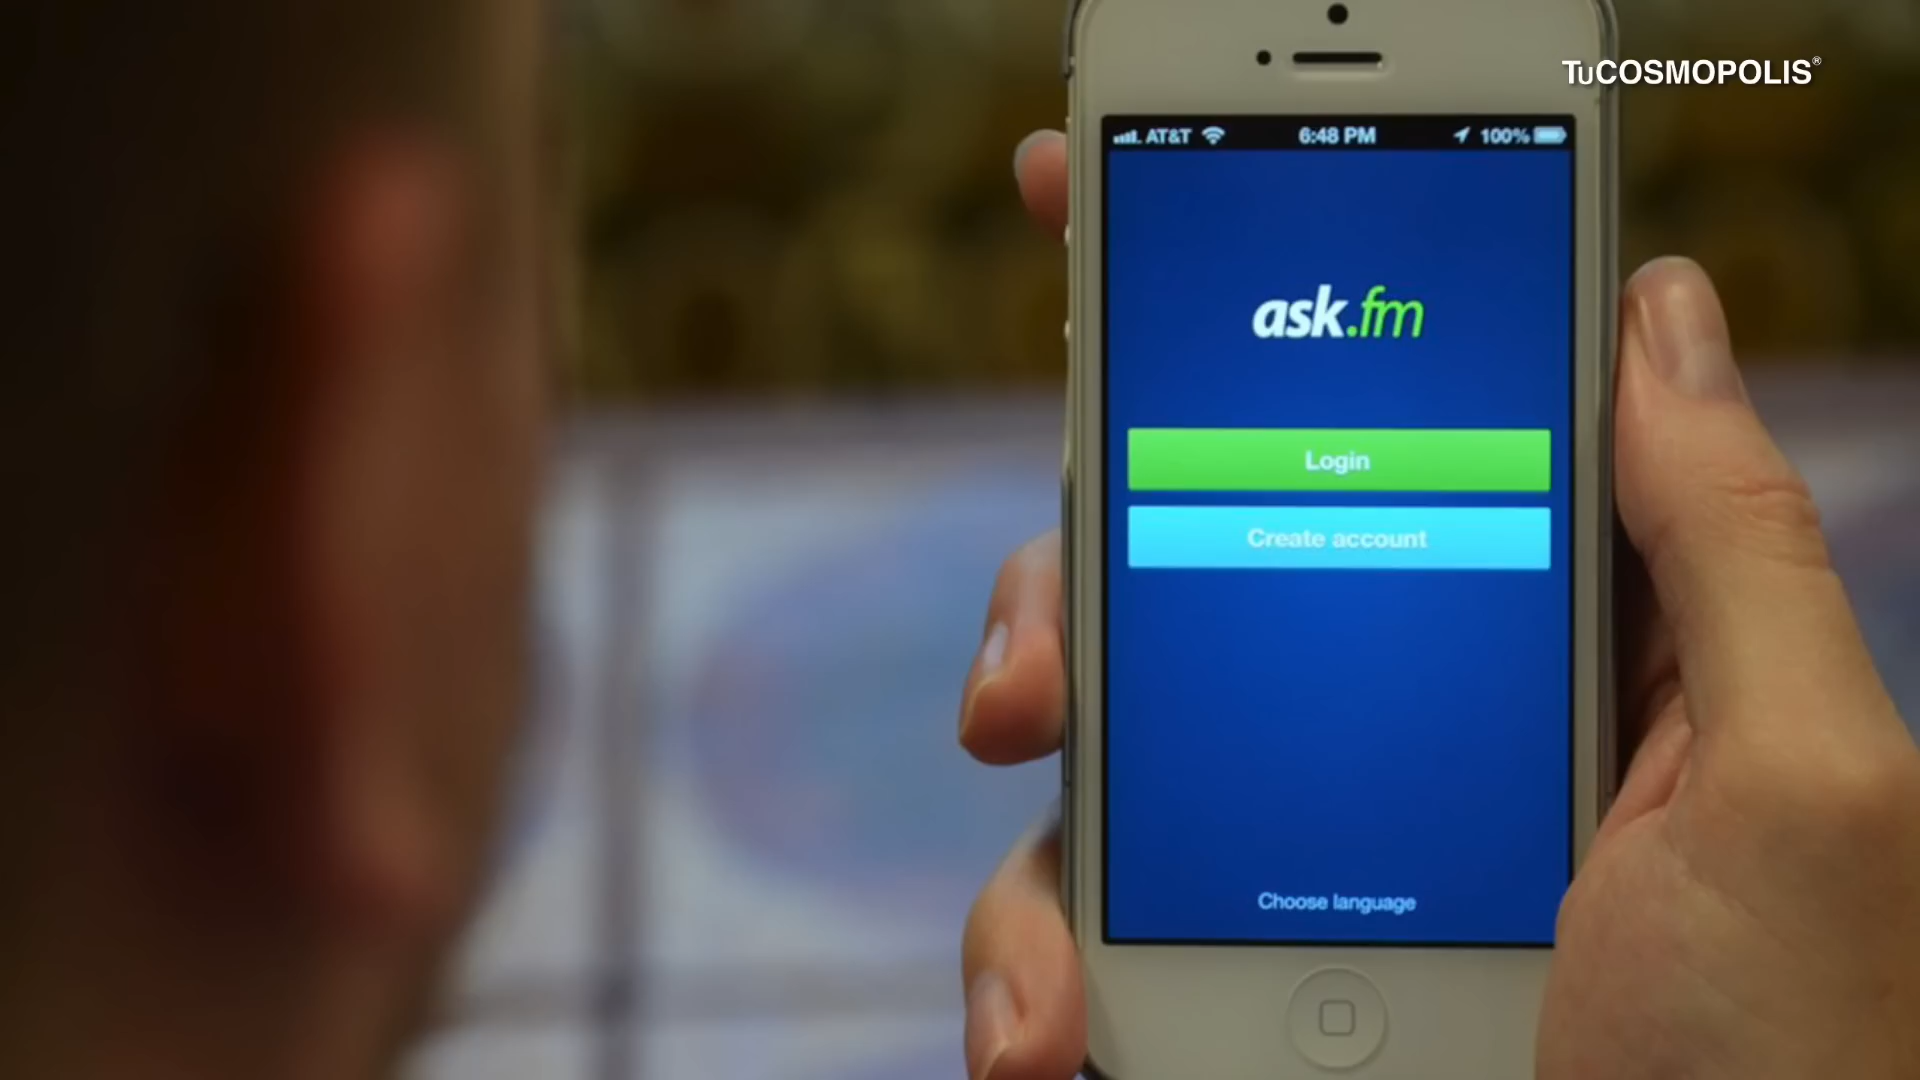 TuCOSMOPOLIS®
AT&T 6:48 PM 100%
ask.fm
Login
Create account
Choose language